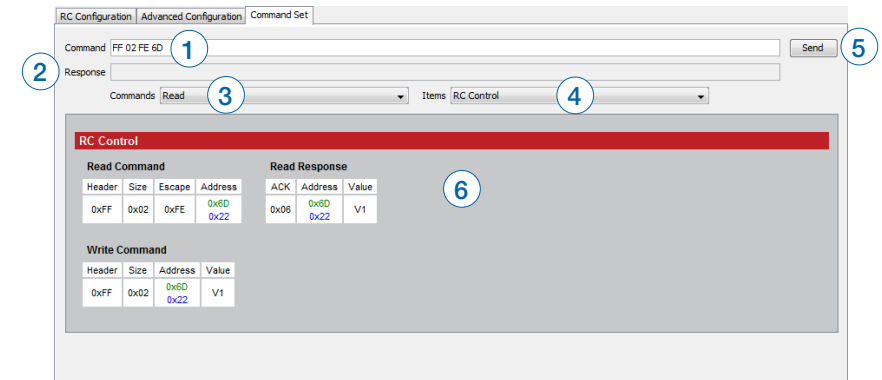 RC Configuration Advanced Configuration Command Set
Command FF 02 FE 6D 1 Send 5
2 Response
Commands Read 3 Items RC Control 4
RC Control
Read Command Read Response
Header Size Escape Address ACK Address Value
0xFF 0x02 0xFE 0x6D 0x06 0x6D V1 6
0x22 0x22
Write Command
Header Size Address Value
0xFF 0x02 0x6D V1
0x22